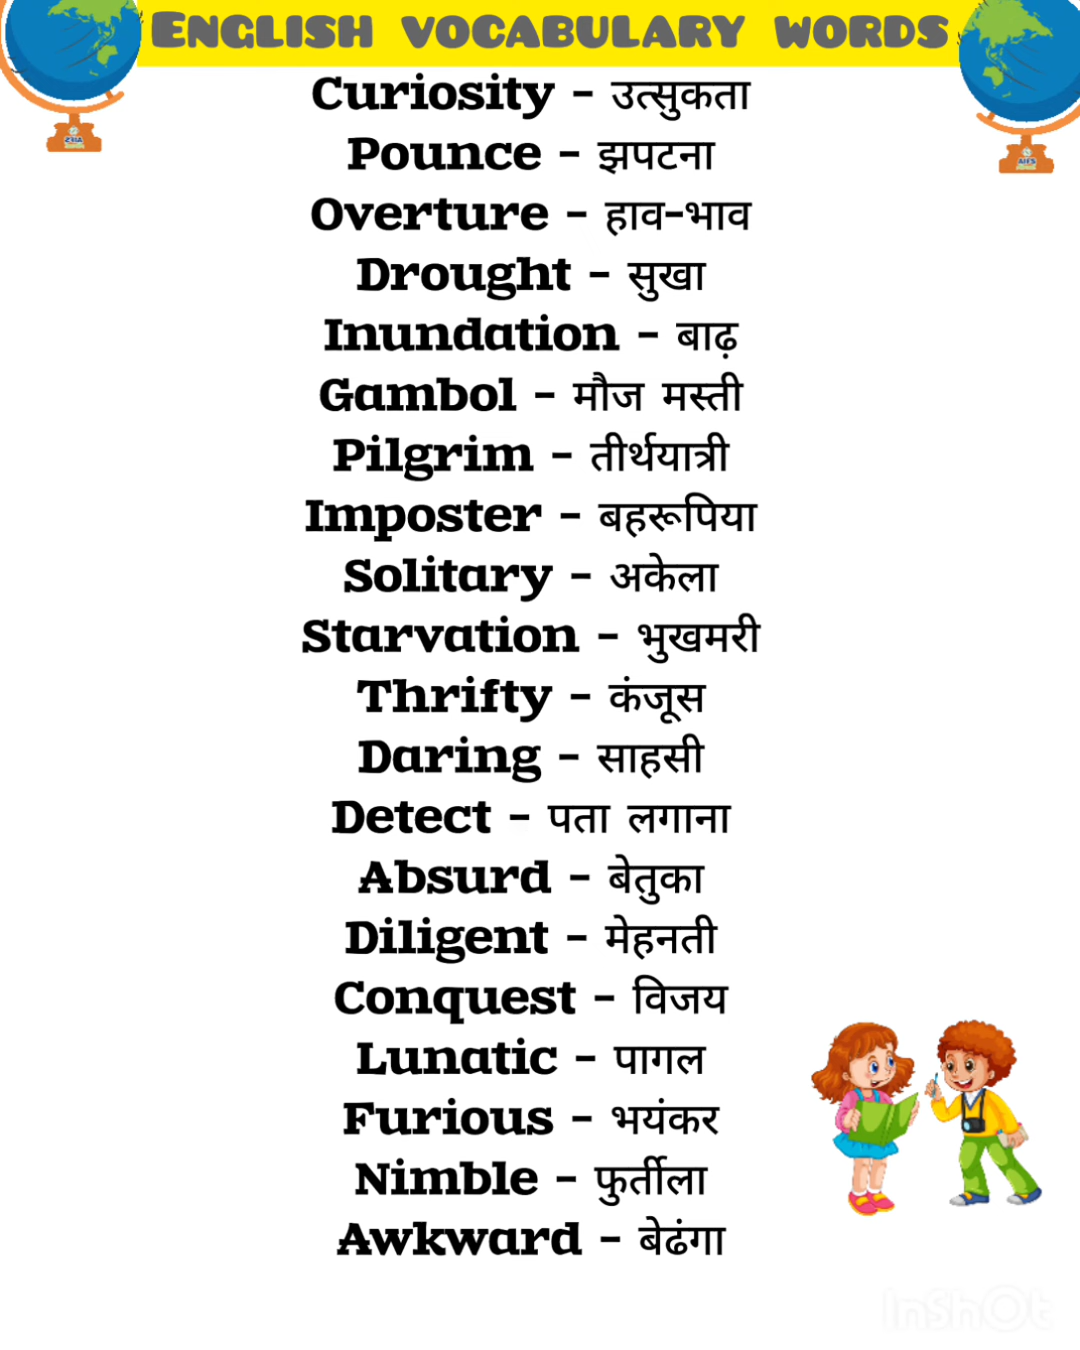 ENGLISH VOCABULARY WORDS
Curiosity - उत्सुकता
Pounce - झपटना
Overture - हाव-भाव
Drought - सुखा
Inundation - बाढ़
Gambol - मौज मस्ती
Pilgrim - तीर्थयात्री
Imposter - बहरूपिया
Solitary - अकेला
Starvation - भुखमरी
Thrifty - कंजूस
Daring - साहसी
Detect - पता लगाना
Absurd - बेतुका
Diligent - मेहनती
Conquest - विजय
Lunatic - पागल
Furious - भयंकर
Nimble - फुर्तीला
Awkward - बेढंगा
InShOt